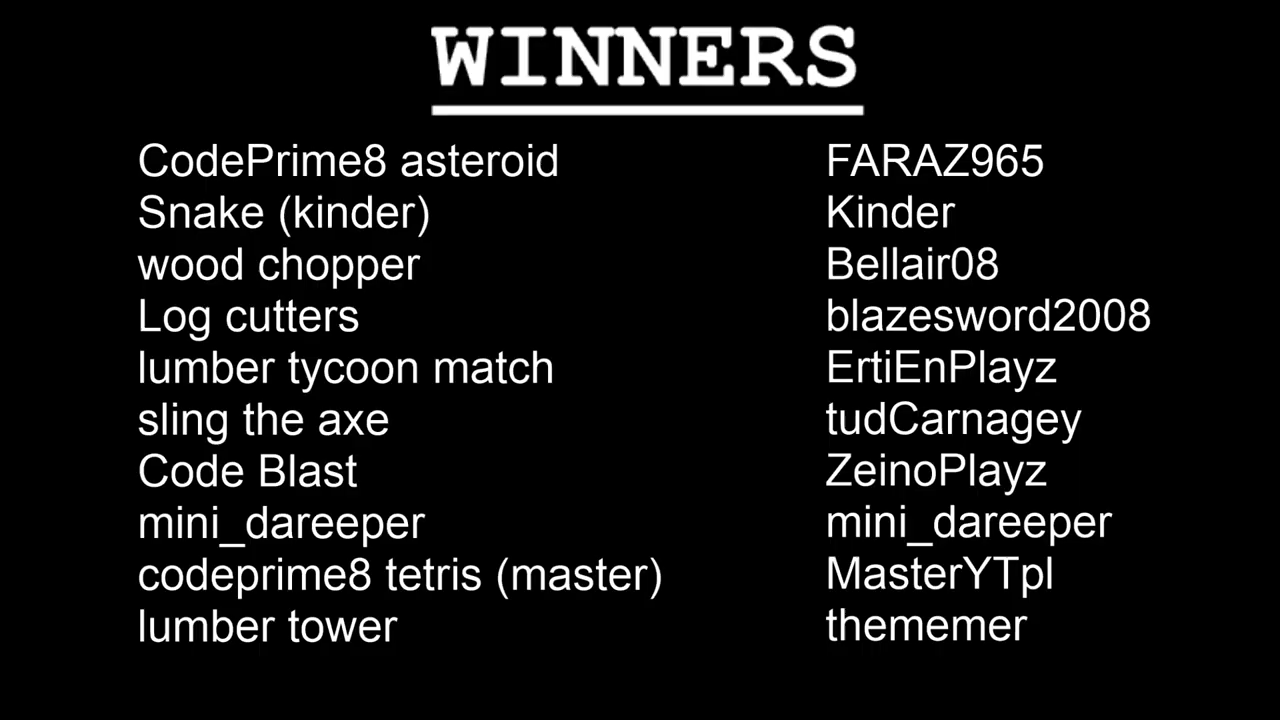 WINNERS
CodePrime8 asteroid FARAZ965
Snake (kinder) Kinder
wood chopper Bellair08
Log cutters blazesword2008
lumber tycoon match ErtiEnPlayz
sling the axe tudCarnagey
Code Blast ZeinoPlayz
mini_dareeper mini_dareeper
codeprime8 tetris (master) MasterYTpl
lumber tower thememer